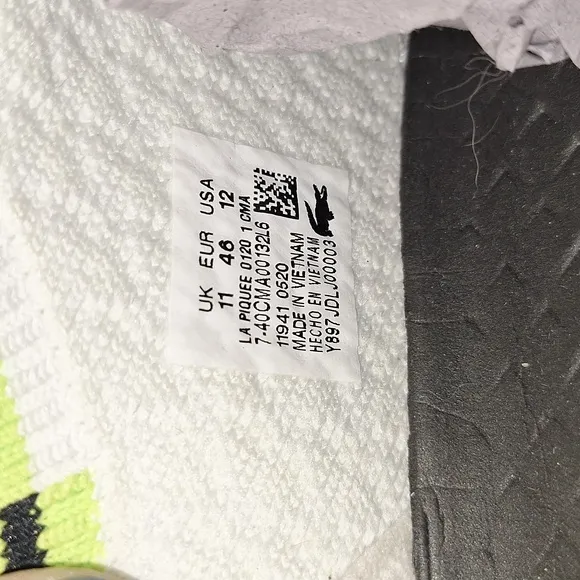 UK EUR USA
11 46 12
LA PIQUEE 0120 1 CMA
7-40CMA00132L6
11941 0520
MADE IN VIETNAM
HECHO EN VIETNAM
Y897JDLJ00003